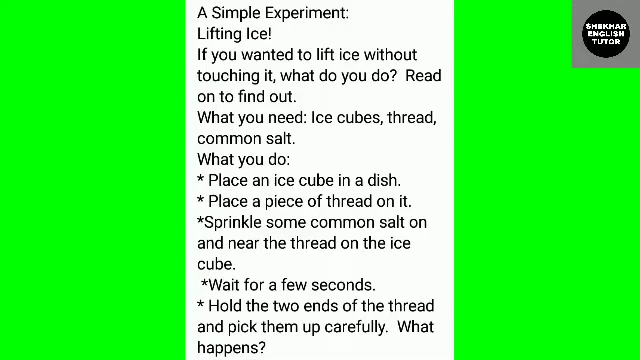 A Simple Experiment:
Lifting Ice!
If you wanted to lift ice without
touching it, what do you do?  Read
on to find out.
What you need: Ice cubes, thread,
common salt.
What you do:
* Place an ice cube in a dish.
* Place a piece of thread on it.
*Sprinkle some common salt on
and near the thread on the ice
cube.
*Wait for a few seconds.
* Hold the two ends of the thread
and pick them up carefully.  What
happens?
SHEKHAR
ENGLISH
TUTOR